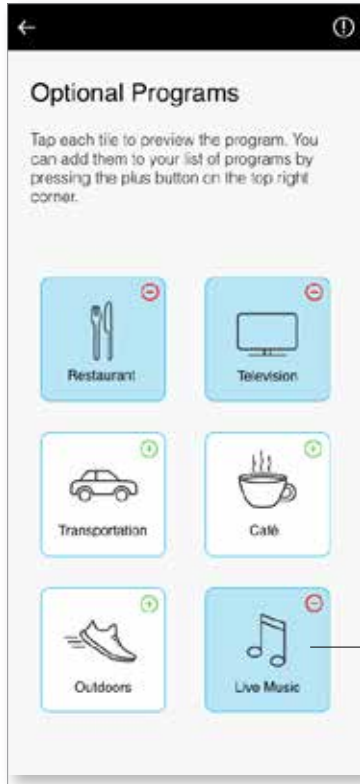 Optional Programs
Tap each tile to preview the program. You
can add them to your list of programs by
pressing the plus button on the top right
corner.
Restaurant
Television
Transportation
Café
Outdoors
Live Music